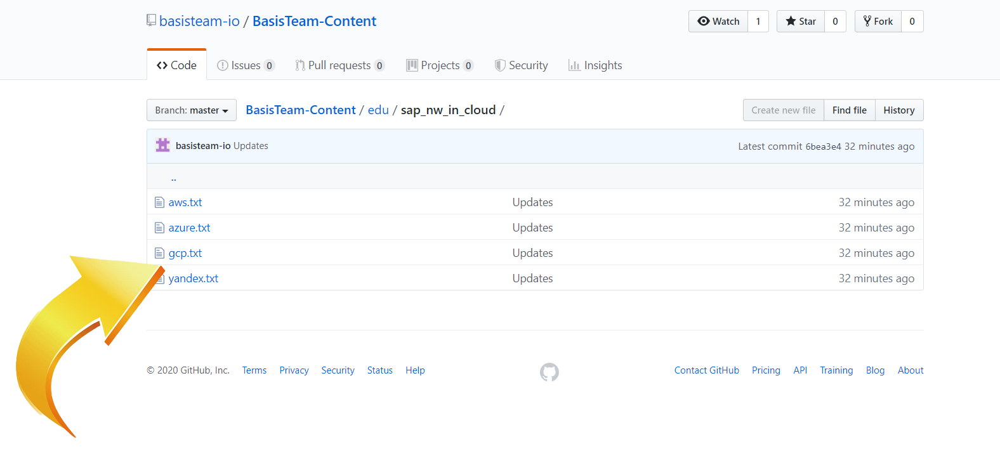 basisteam-io / BasisTeam-Content Watch 1 Star 0 Fork 0
Code Issues 0 Pull requests 0 Projects 0 Security Insights
Branch: master BasisTeam-Content / edu / sap_nw_in_cloud / Create new file Find file History
basisteam-io Updates Latest commit 6bea3e4 32 minutes ago
..
aws.txt Updates 32 minutes ago
azure.txt Updates 32 minutes ago
gcp.txt Updates 32 minutes ago
yandex.txt Updates 32 minutes ago
© 2020 GitHub, Inc. Terms Privacy Security Status Help Contact GitHub Pricing API Training Blog About